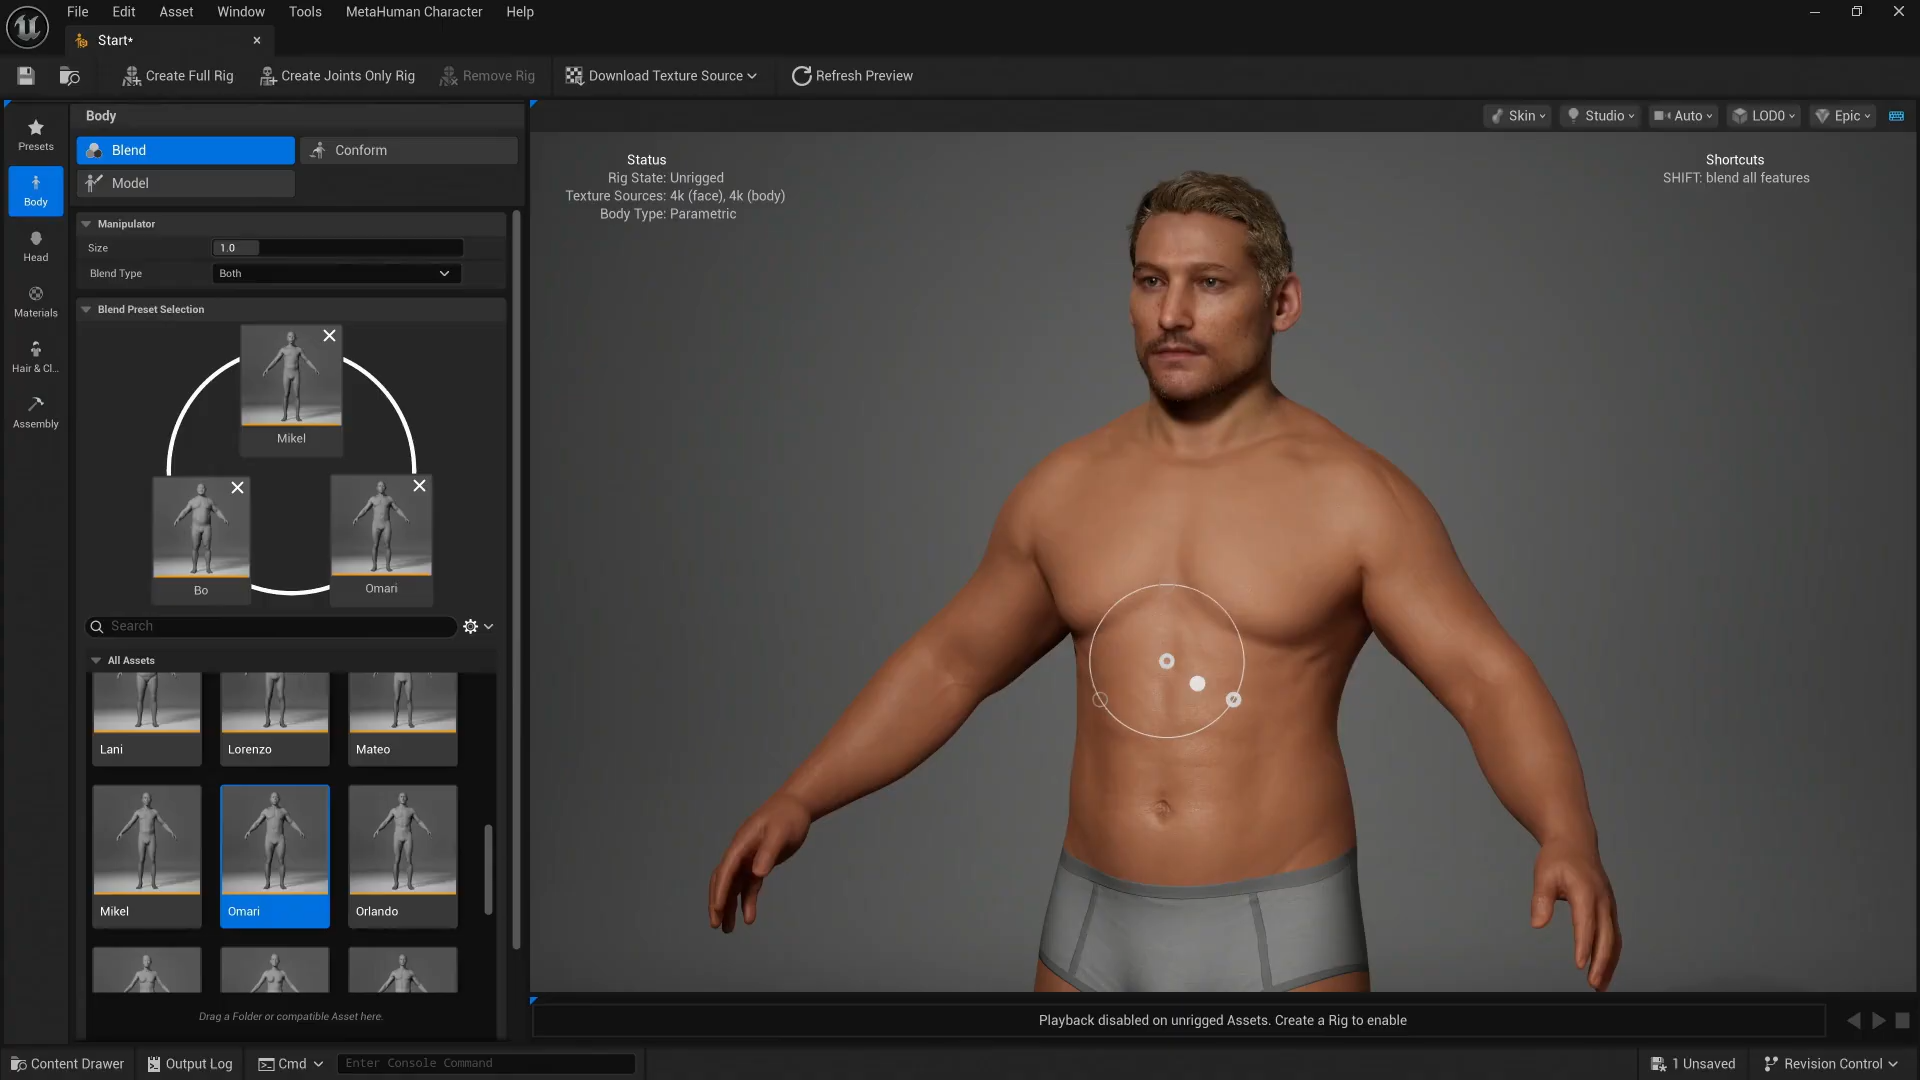 File Edit Asset Window Tools MetaHuman Character Help
Start*
Create Full Rig Create Joints Only Rig Remove Rig Download Texture Source Refresh Preview
Presets
Body
Head
Materials
Hair & Cl...
Assembly
Body
Blend Conform
Model
Manipulator
Size 1.0
Blend Type Both
Blend Preset Selection
Mikel
Bo Omari
Search
All Assets
Lani Lorenzo Mateo
Mikel Omari Orlando
Drag a Folder or compatible Asset here.
Skin Studio Auto LOD0 Epic
Status
Rig State: Unrigged
Texture Sources: 4k (face), 4k (body)
Body Type: Parametric
Shortcuts
SHIFT: blend all features
Playback disabled on unrigged Assets. Create a Rig to enable
Content Drawer Output Log Cmd Enter Console Command 1 Unsaved Revision Control